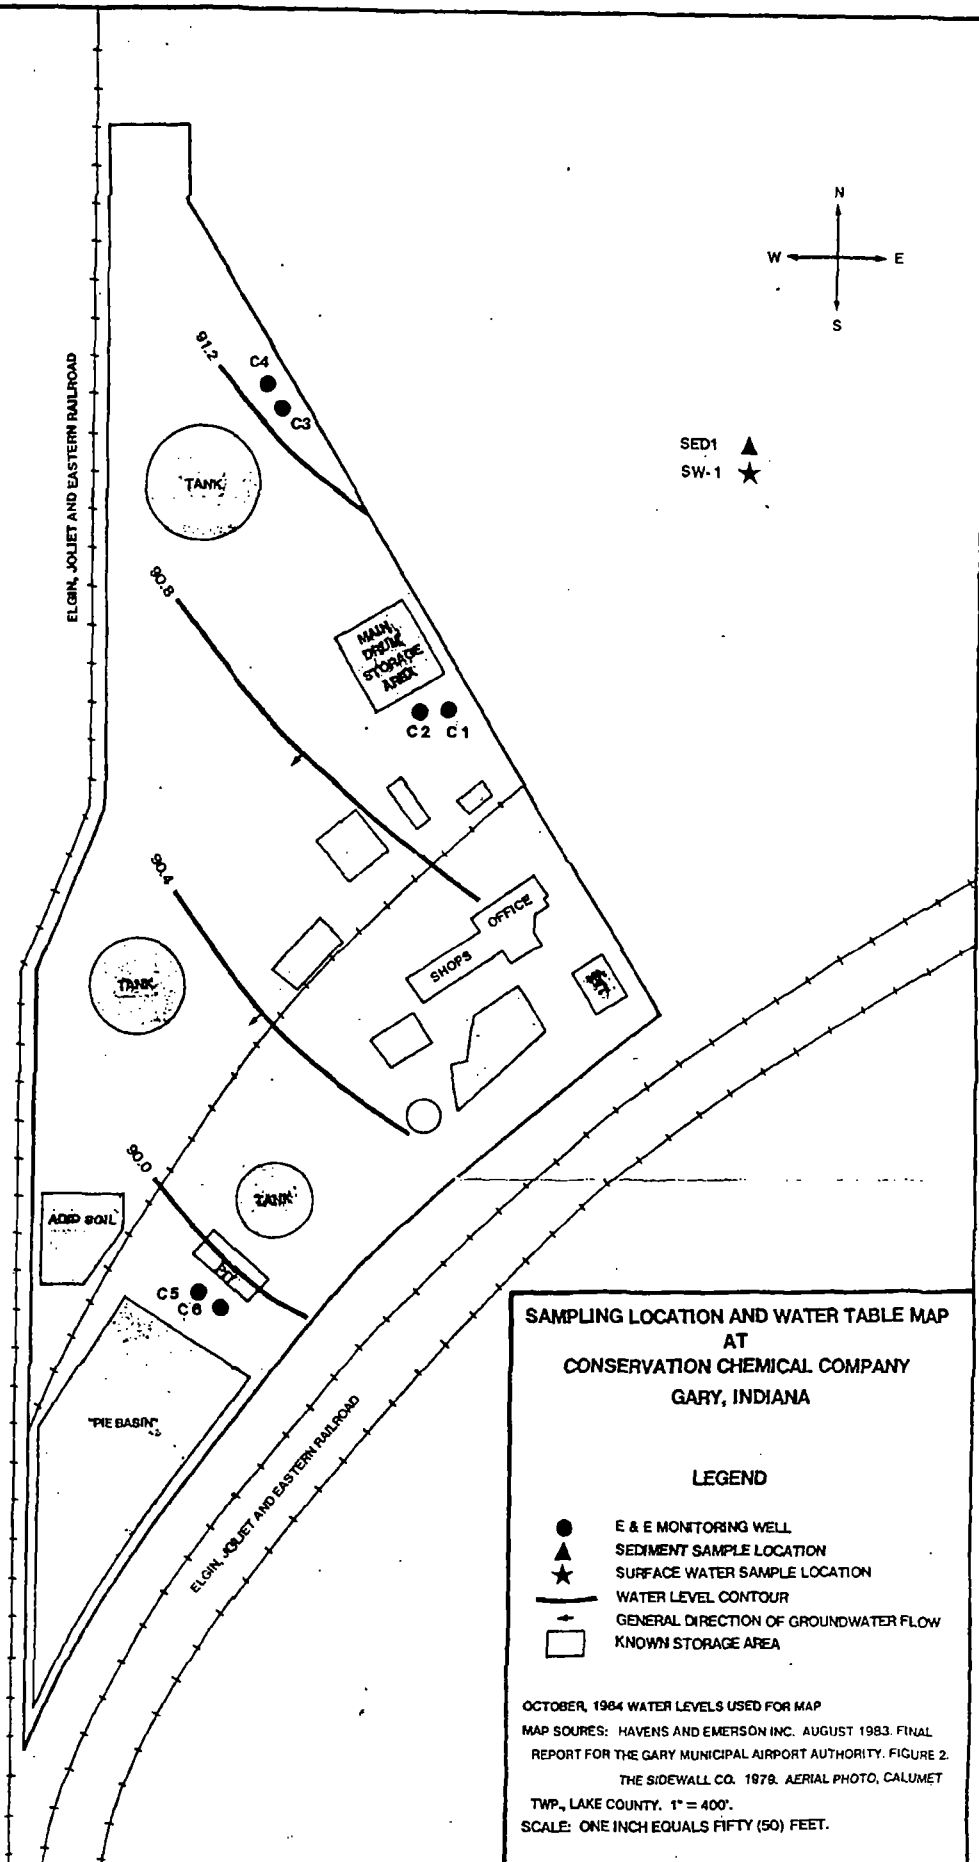 N
W E
S
91.2
C4
C3
ELGIN, JOLIET AND EASTERN RAILROAD
SED1
SW-1
TANK
90.8
MAIN
DRUM
STORAGE
AREA
C2 C1
90.4
OFFICE
SHOPS
TANK
90.0
TANK
ACID SOIL
PIT
C5
C6
"PIE BASIN"
ELGIN, JOLIET AND EASTERN RAILROAD
SAMPLING LOCATION AND WATER TABLE MAP
AT
CONSERVATION CHEMICAL COMPANY
GARY, INDIANA
LEGEND
E & E MONITORING WELL
SEDIMENT SAMPLE LOCATION
SURFACE WATER SAMPLE LOCATION
WATER LEVEL CONTOUR
GENERAL DIRECTION OF GROUNDWATER FLOW
KNOWN STORAGE AREA
OCTOBER, 1984 WATER LEVELS USED FOR MAP
MAP SOURES: HAVENS AND EMERSON INC. AUGUST 1983. FINAL
REPORT FOR THE GARY MUNICIPAL AIRPORT AUTHORITY. FIGURE 2.
THE SIDEWALL CO. 1978. AERIAL PHOTO, CALUMET
TWP., LAKE COUNTY. 1" = 400'.
SCALE: ONE INCH EQUALS FIFTY (50) FEET.